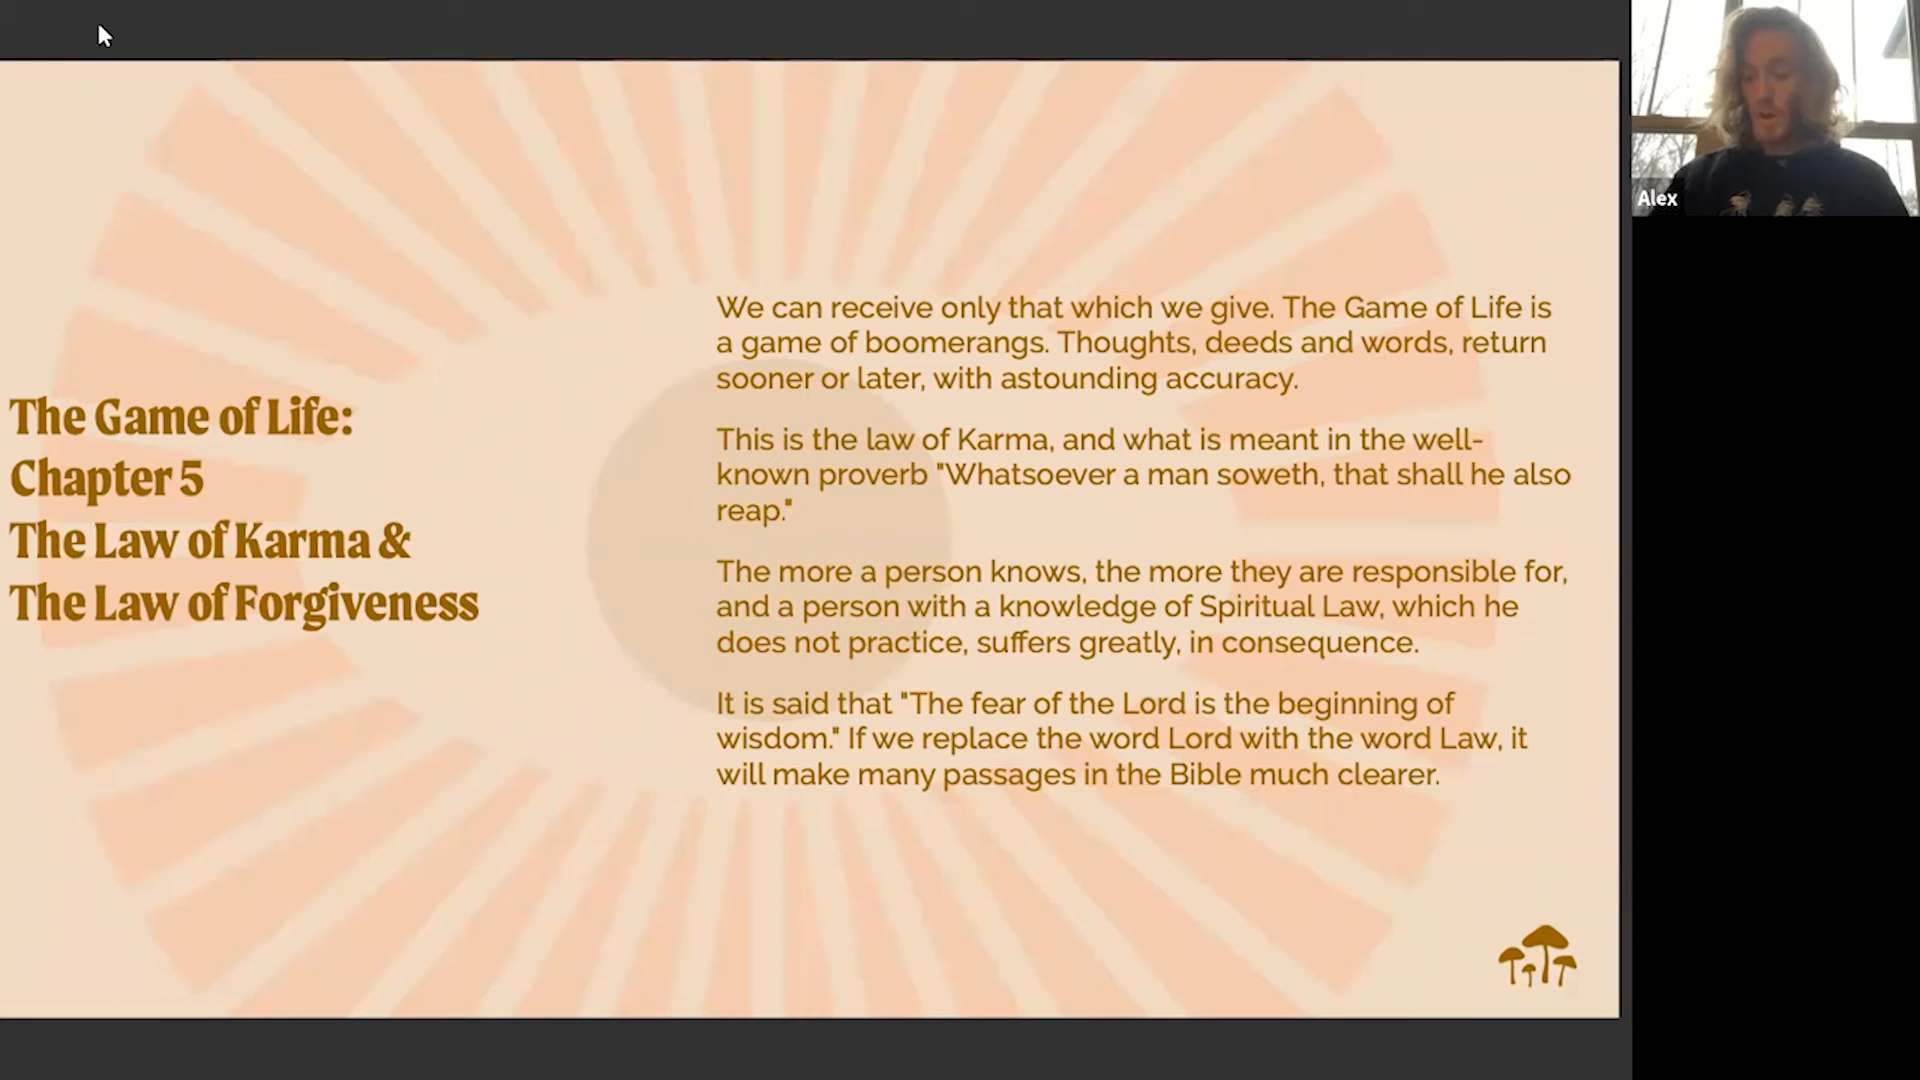 The Game of Life:
Chapter 5
The Law of Karma &
The Law of Forgiveness
We can receive only that which we give. The Game of Life is
a game of boomerangs. Thoughts, deeds and words, return
sooner or later, with astounding accuracy.
This is the law of Karma, and what is meant in the well-
known proverb "Whatsoever a man soweth, that shall he also
reap."
The more a person knows, the more they are responsible for,
and a person with a knowledge of Spiritual Law, which he
does not practice, suffers greatly, in consequence.
It is said that "The fear of the Lord is the beginning of
wisdom." If we replace the word Lord with the word Law, it
will make many passages in the Bible much clearer.
Alex